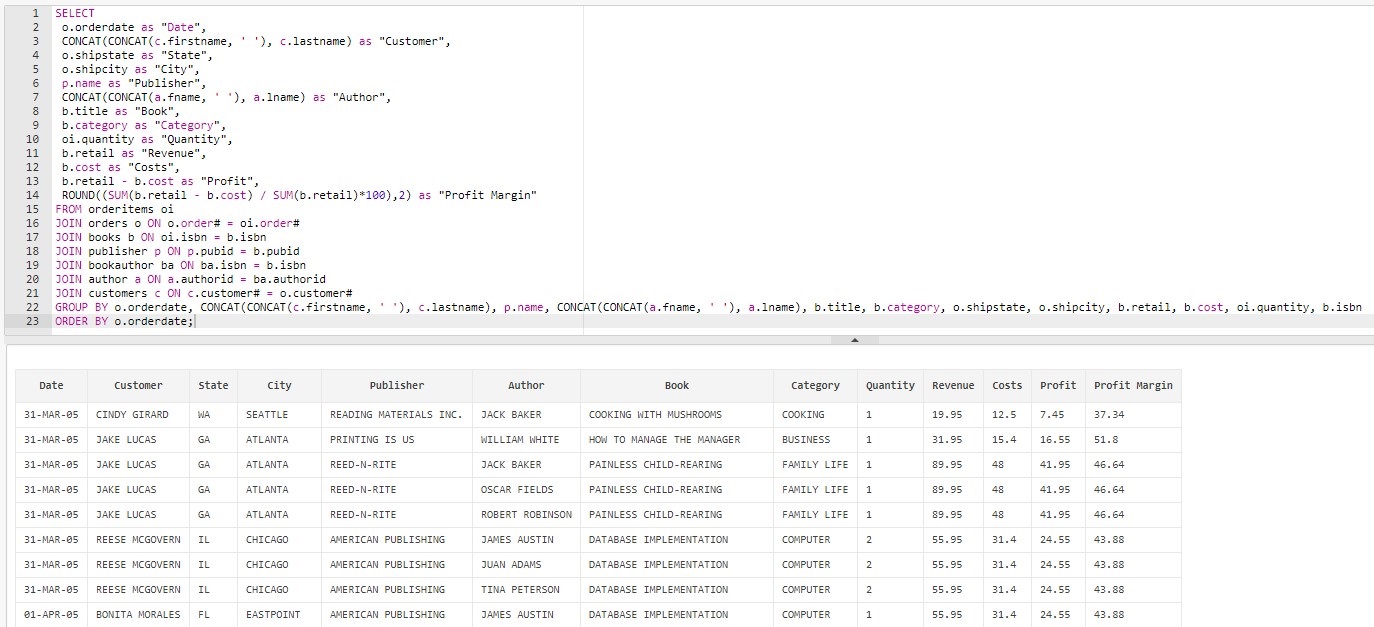 1 SELECT
2 o.orderdate as "Date",
3 CONCAT(CONCAT(c.firstname, ' '), c.lastname) as "Customer",
4 o.shipstate as "State",
5 o.shipcity as "City",
6 p.name as "Publisher",
7 CONCAT(CONCAT(a.fname, ' '), a.lname) as "Author",
8 b.title as "Book",
9 b.category as "Category",
10 oi.quantity as "Quantity",
11 b.retail as "Revenue",
12 b.cost as "Costs",
13 b.retail - b.cost as "Profit",
14 ROUND((SUM(b.retail - b.cost) / SUM(b.retail)*100),2) as "Profit Margin"
15 FROM orderitems oi
16 JOIN orders o ON o.order# = oi.order#
17 JOIN books b ON oi.isbn = b.isbn
18 JOIN publisher p ON p.pubid = b.pubid
19 JOIN bookauthor ba ON ba.isbn = b.isbn
20 JOIN author a ON a.authorid = ba.authorid
21 JOIN customers c ON c.customer# = o.customer#
22 GROUP BY o.orderdate, CONCAT(CONCAT(c.firstname, ' '), c.lastname), p.name, CONCAT(CONCAT(a.fname, ' '), a.lname), b.title, b.category, o.shipstate, o.shipcity, b.retail, b.cost, oi.quantity, b.isbn
23 ORDER BY o.orderdate;
Date Customer State City Publisher Author Book Category Quantity Revenue Costs Profit Profit Margin
31-MAR-05 CINDY GIRARD WA SEATTLE READING MATERIALS INC. JACK BAKER COOKING WITH MUSHROOMS COOKING 1 19.95 12.5 7.45 37.34
31-MAR-05 JAKE LUCAS GA ATLANTA PRINTING IS US WILLIAM WHITE HOW TO MANAGE THE MANAGER BUSINESS 1 31.95 15.4 16.55 51.8
31-MAR-05 JAKE LUCAS GA ATLANTA REED-N-RITE JACK BAKER PAINLESS CHILD-REARING FAMILY LIFE 1 89.95 48 41.95 46.64
31-MAR-05 JAKE LUCAS GA ATLANTA REED-N-RITE OSCAR FIELDS PAINLESS CHILD-REARING FAMILY LIFE 1 89.95 48 41.95 46.64
31-MAR-05 JAKE LUCAS GA ATLANTA REED-N-RITE ROBERT ROBINSON PAINLESS CHILD-REARING FAMILY LIFE 1 89.95 48 41.95 46.64
31-MAR-05 REESE MCGOVERN IL CHICAGO AMERICAN PUBLISHING JAMES AUSTIN DATABASE IMPLEMENTATION COMPUTER 2 55.95 31.4 24.55 43.88
31-MAR-05 REESE MCGOVERN IL CHICAGO AMERICAN PUBLISHING JUAN ADAMS DATABASE IMPLEMENTATION COMPUTER 2 55.95 31.4 24.55 43.88
31-MAR-05 REESE MCGOVERN IL CHICAGO AMERICAN PUBLISHING TINA PETERSON DATABASE IMPLEMENTATION COMPUTER 2 55.95 31.4 24.55 43.88
01-APR-05 BONITA MORALES FL EASTPOINT AMERICAN PUBLISHING JAMES AUSTIN DATABASE IMPLEMENTATION COMPUTER 1 55.95 31.4 24.55 43.88